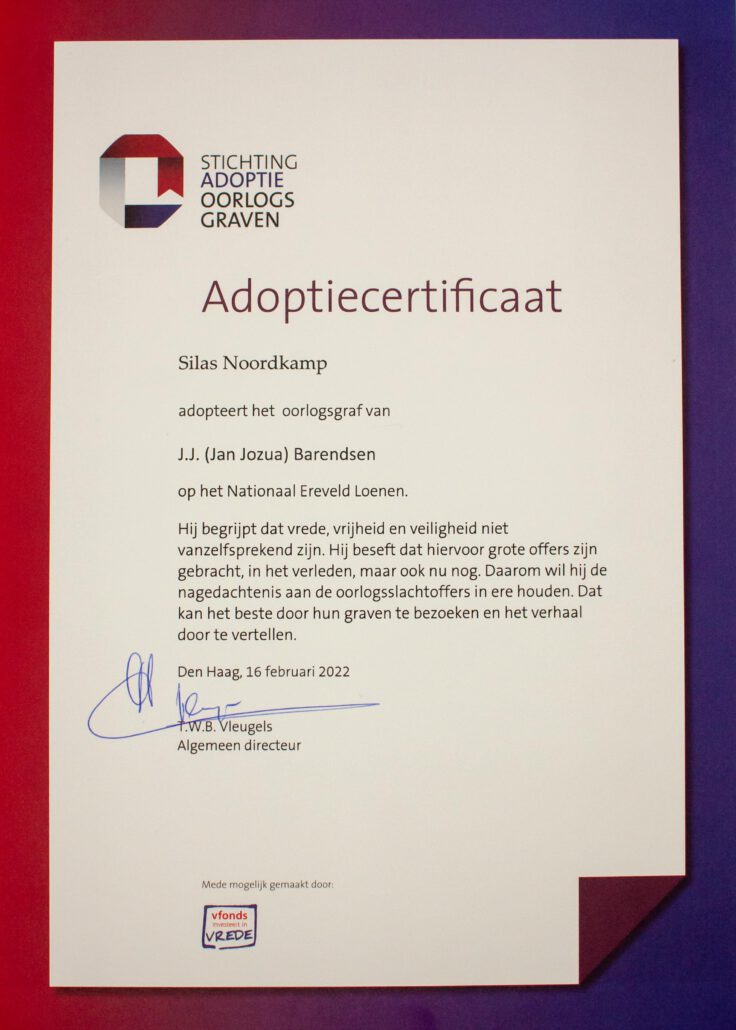 STICHTING
ADOPTIE
OORLOGS
GRAVEN
Adoptiecertificaat
Silas Noordkamp
adopteert het oorlogsgraf van
J.J. (Jan Jozua) Barendsen
op het Nationaal Ereveld Loenen.
Hij begrijpt dat vrede, vrijheid en veiligheid niet
vanzelfsprekend zijn. Hij beseft dat hiervoor grote offers zijn
gebracht, in het verleden, maar ook nu nog. Daarom wil hij de
nagedachtenis aan de oorlogsslachtoffers in ere houden. Dat
kan het beste door hun graven te bezoeken en het verhaal
door te vertellen.
Den Haag, 16 februari 2022
T.W.B. Vleugels
Algemeen directeur
Mede mogelijk gemaakt door:
vfonds
investeert in
VREDE